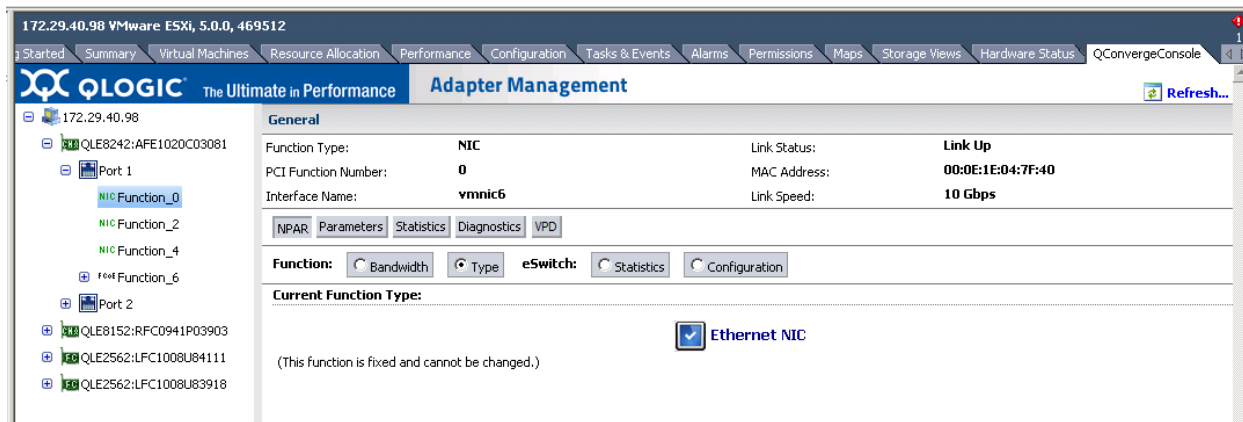 172.29.40.98 VMware ESXi, 5.0.0, 469512
g Started Summary Virtual Machines Resource Allocation Performance Configuration Tasks & Events Alarms Permissions Maps Storage Views Hardware Status QConvergeConsole
QLOGIC The Ultimate in Performance Adapter Management
Refresh...
172.29.40.98
QLE8242:AFE1020C03081
Port 1
NIC Function_0
NIC Function_2
NIC Function_4
FCoE Function_6
Port 2
QLE8152:RFC0941P03903
QLE2562:LFC1008U84111
QLE2562:LFC1008U83918
General
Function Type: NIC Link Status: Link Up
PCI Function Number: 0 MAC Address: 00:0E:1E:04:7F:40
Interface Name: vmnic6 Link Speed: 10 Gbps
NPAR Parameters Statistics Diagnostics VPD
Function: Bandwidth Type eSwitch: Statistics Configuration
Current Function Type:
Ethernet NIC
(This function is fixed and cannot be changed.)